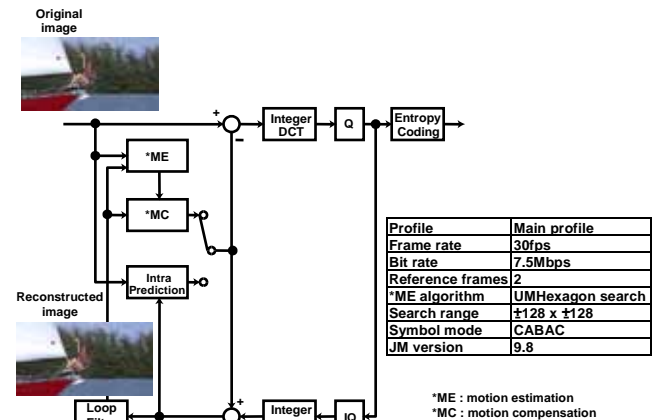 Original
image
+
Integer
DCT
Q
Entropy
Coding
−
*ME
*MC
Intra
Prediction
Profile Main profile
Frame rate 30fps
Bit rate 7.5Mbps
Reference frames 2
*ME algorithm UMHexagon search
Search range ±128 x ±128
Symbol mode CABAC
JM version 9.8
Reconstructed
image
*ME : motion estimation
*MC : motion compensation
Loop
+
Integer
IQ